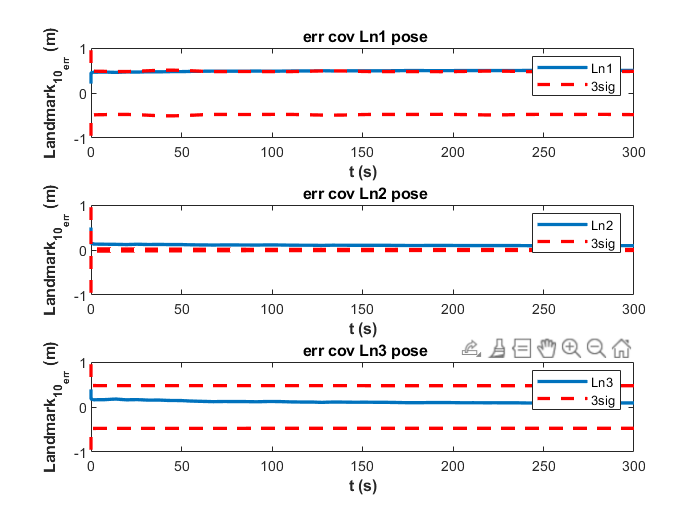 err cov Ln1 pose
Landmark10err (m)
1
0
-1
Ln1
3sig
0 50 100 150 200 250 300
t (s)
err cov Ln2 pose
Landmark10err (m)
1
0
-1
Ln2
3sig
0 50 100 150 200 250 300
t (s)
err cov Ln3 pose
Landmark10err (m)
1
0
-1
Ln3
3sig
0 50 100 150 200 250 300
t (s)